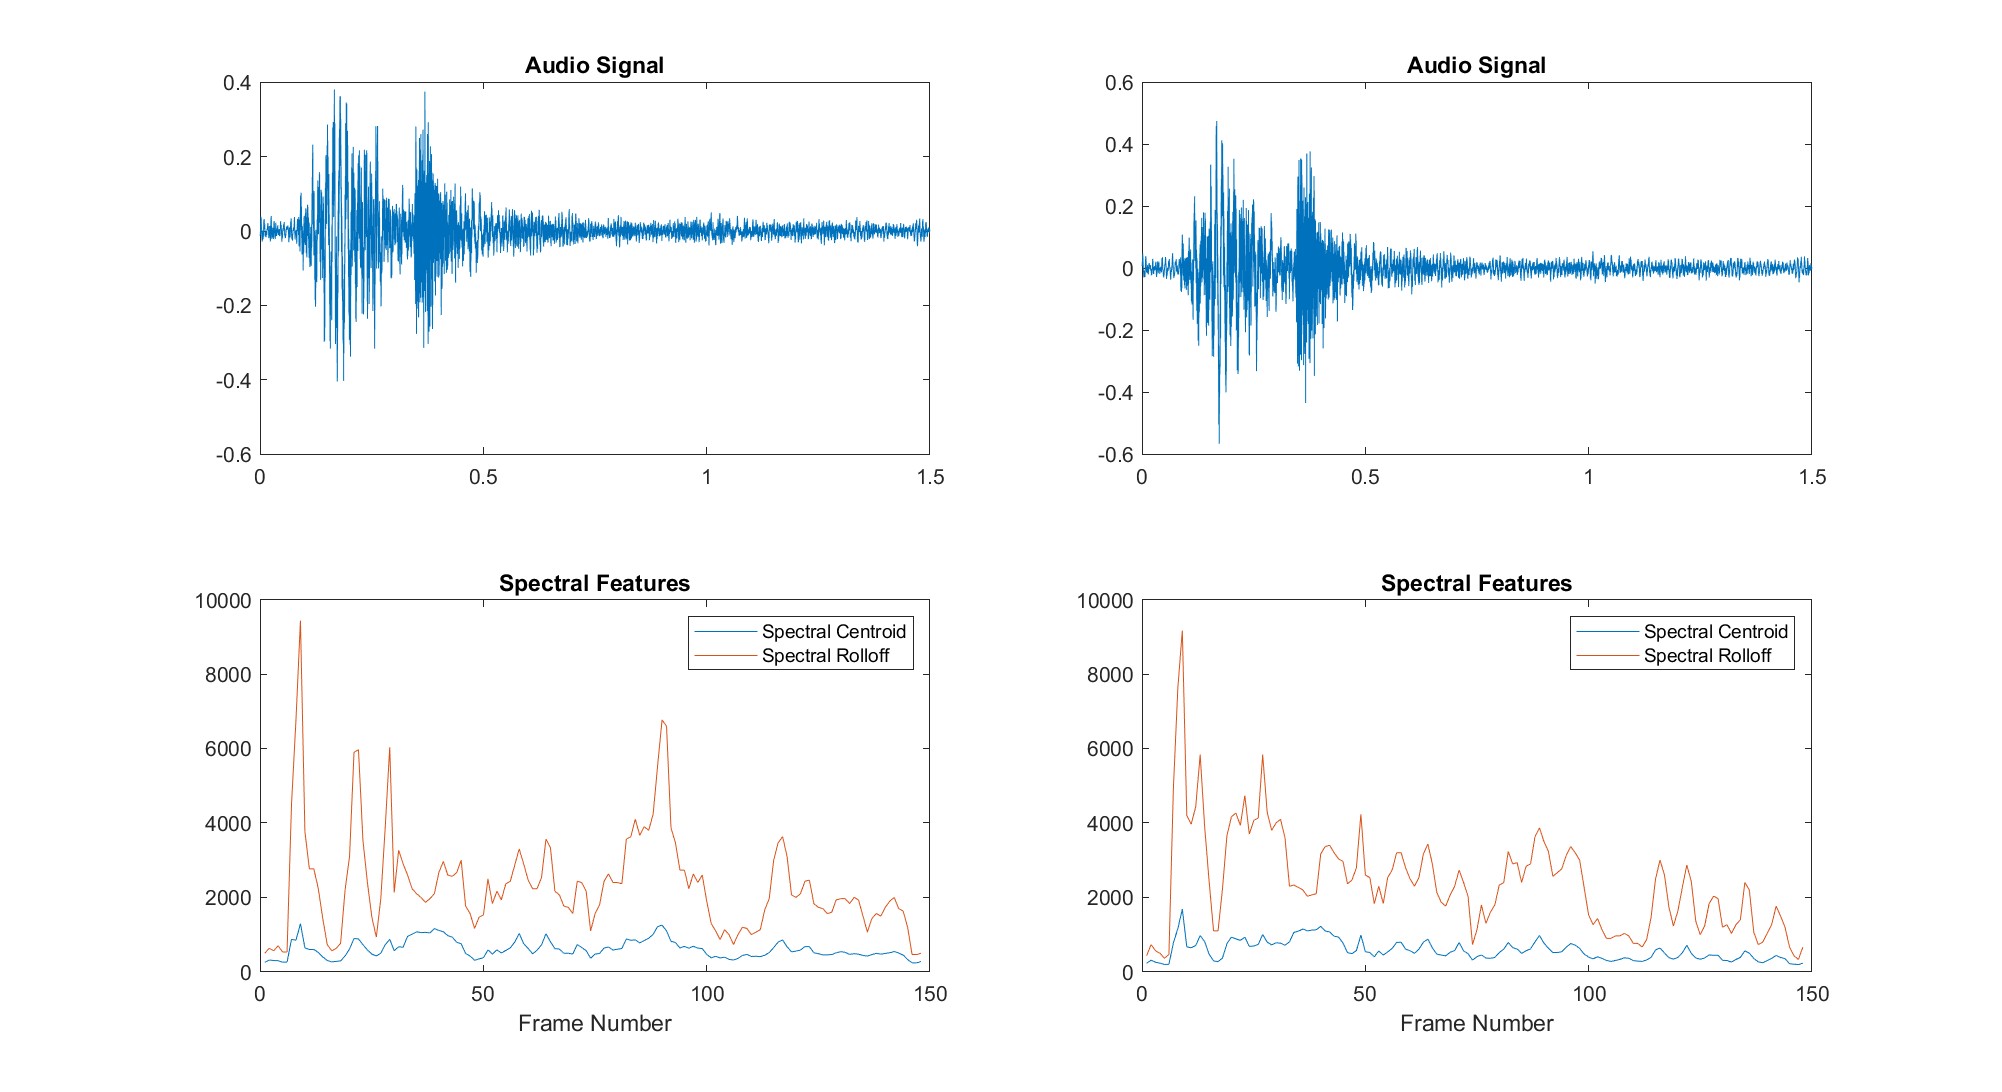 Audio Signal
0.4
0.2
0
-0.2
-0.4
-0.6
0 0.5 1 1.5
Audio Signal
0.6
0.4
0.2
0
-0.2
-0.4
-0.6
0 0.5 1 1.5
Spectral Features
10000
8000
6000
4000
2000
0
Spectral Centroid
Spectral Rolloff
0 50 100 150
Frame Number
Spectral Features
10000
8000
6000
4000
2000
0
Spectral Centroid
Spectral Rolloff
0 50 100 150
Frame Number